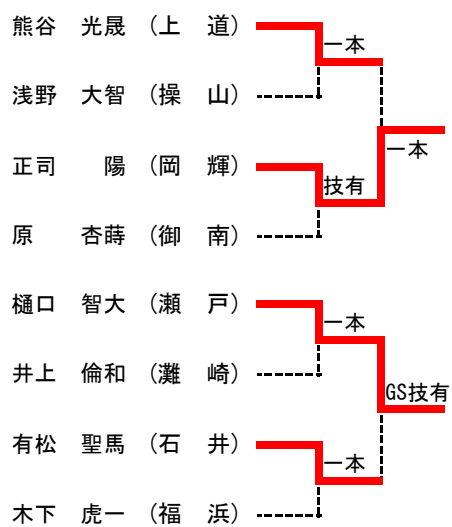 熊谷 光晟 (上 道)
一本
浅野 大智 (操 山)
一本
正司 陽 (岡 輝)
技有
原 杏蒔 (御 南)
樋口 智大 (瀬 戸)
一本
井上 倫和 (灘 崎)
GS技有
有松 聖馬 (石 井)
一本
木下 虎一 (福 浜)